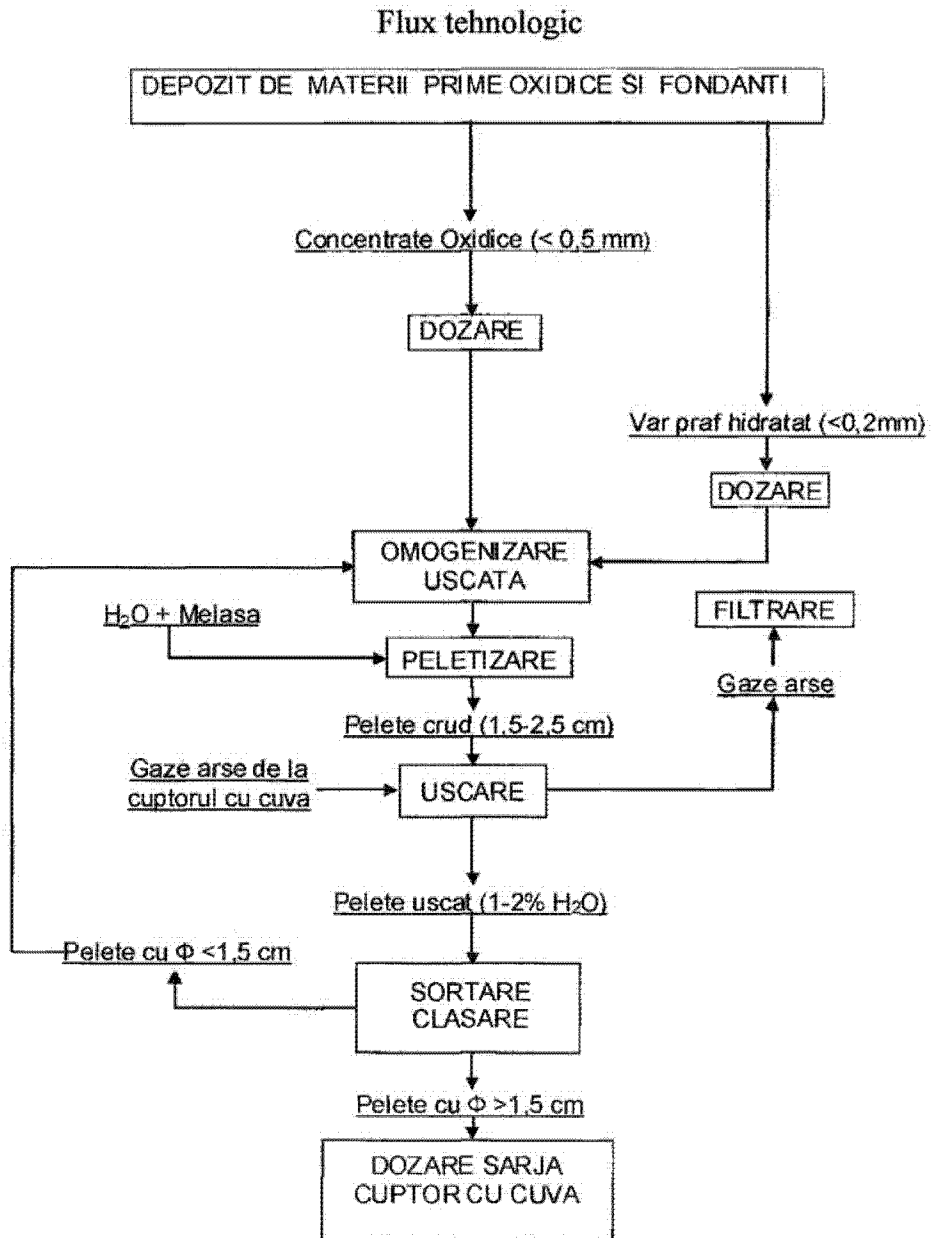 Flux tehnologic
DEPOZIT DE MATERII PRIME OXIDICE SI FONDANTI
Concentrate Oxidice (< 0,5 mm)
DOZARE
Var praf hidratat (<0,2mm)
DOZARE
OMOGENIZARE
USCATA
H₂O + Melasa
FILTRARE
PELETIZARE
Gaze arse
Pelete crud (1,5-2,5 cm)
Gaze arse de la
cuptorul cu cuva
USCARE
Pelete uscat (1-2% H₂O)
Pelete cu Φ <1,5 cm
SORTARE
CLASARE
Pelete cu Φ >1,5 cm
DOZARE SARJA
CUPTOR CU CUVA